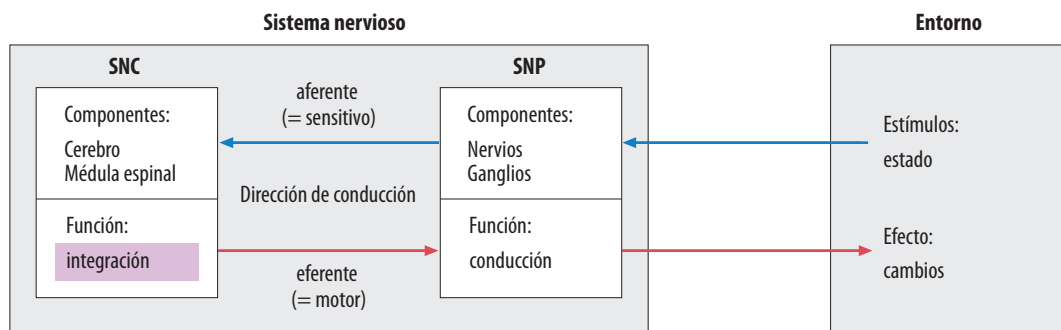 Sistema nervioso
Entorno
SNC
SNP
Componentes:
Cerebro
Médula espinal
Función:
integración
aferente
(= sensitivo)
Dirección de conducción
eferente
(= motor)
Componentes:
Nervios
Ganglios
Función:
conducción
Estímulos:
estado
Efecto:
cambios